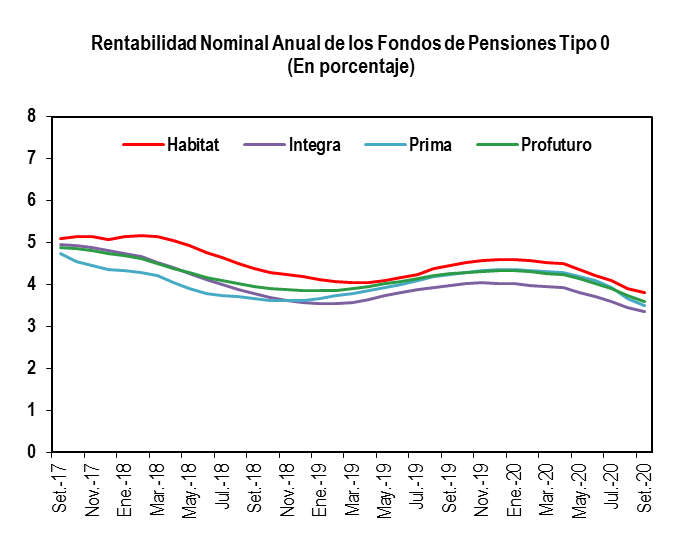 Rentabilidad Nominal Anual de los Fondos de Pensiones Tipo 0
(En porcentaje)
8
7
6
5
4
3
2
1
0
Habitat Integra Prima Profuturo
Set.-17 Nov.-17 Ene.-18 Mar.-18 May.-18 Jul.-18 Set.-18 Nov.-18 Ene.-19 Mar.-19 May.-19 Jul.-19 Set.-19 Nov.-19 Ene.-20 Mar.-20 May.-20 Jul.-20 Set.-20